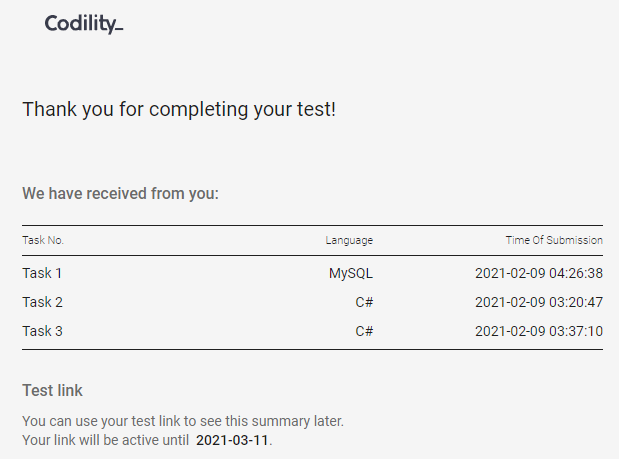 Codility_
Thank you for completing your test!
We have received from you:
Task No. Language Time Of Submission
Task 1 MySQL 2021-02-09 04:26:38
Task 2 C# 2021-02-09 03:20:47
Task 3 C# 2021-02-09 03:37:10
Test link
You can use your test link to see this summary later.
Your link will be active until 2021-03-11.